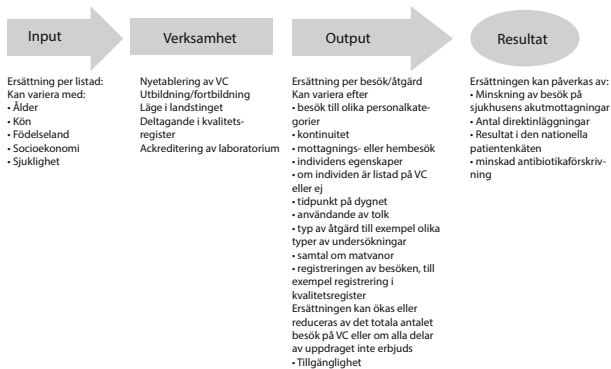 Input
Verksamhet
Output
Resultat
Ersättning per listad:
Kan variera med:
• Ålder
• Kön
• Födelseland
• Socioekonomi
• Sjuklighet
Nyetablering av VC
Utbildning/fortbildning
Läge i landstinget
Deltagande i kvalitets-
register
Ackreditering av laboratorium
Ersättning per besök/åtgärd
Kan variera efter
• besök till olika personalkate-
gorier
• kontinuitet
• mottagnings- eller hembesök
• individens egenskaper
• om individen är listad på VC
eller ej
• tidpunkt på dygnet
• användande av tolk
• typ av åtgärd till exempel olika
typer av undersökningar
• samtal om matvanor
• registreringen av besöken, till
exempel registrering i
kvalitetsregister
Ersättningen kan ökas eller
reduceras av det totala antalet
besök på VC eller om alla delar
av uppdraget inte erbjuds
• Tillgänglighet
Ersättningen kan påverkas av:
• Minskning av besök på
sjukhusens akutmottagningar
• Antal direktinläggningar
• Resultat i den nationella
patientenkäten
• minskad antibiotikaförskriv-
ning